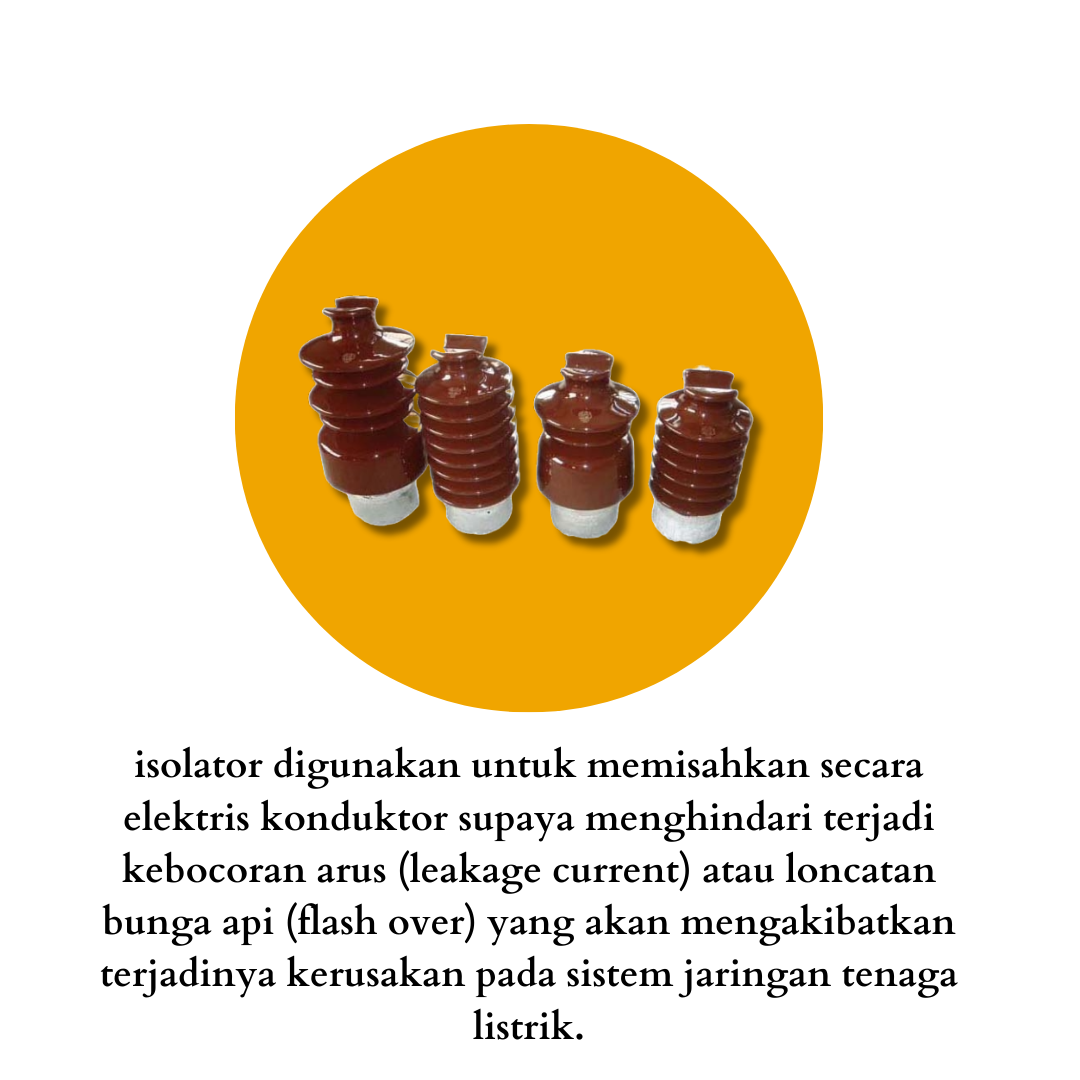 isolator digunakan untuk memisahkan secara
elektris konduktor supaya menghindari terjadi
kebocoran arus (leakage current) atau loncatan
bunga api (flash over) yang akan mengakibatkan
terjadinya kerusakan pada sistem jaringan tenaga
listrik.